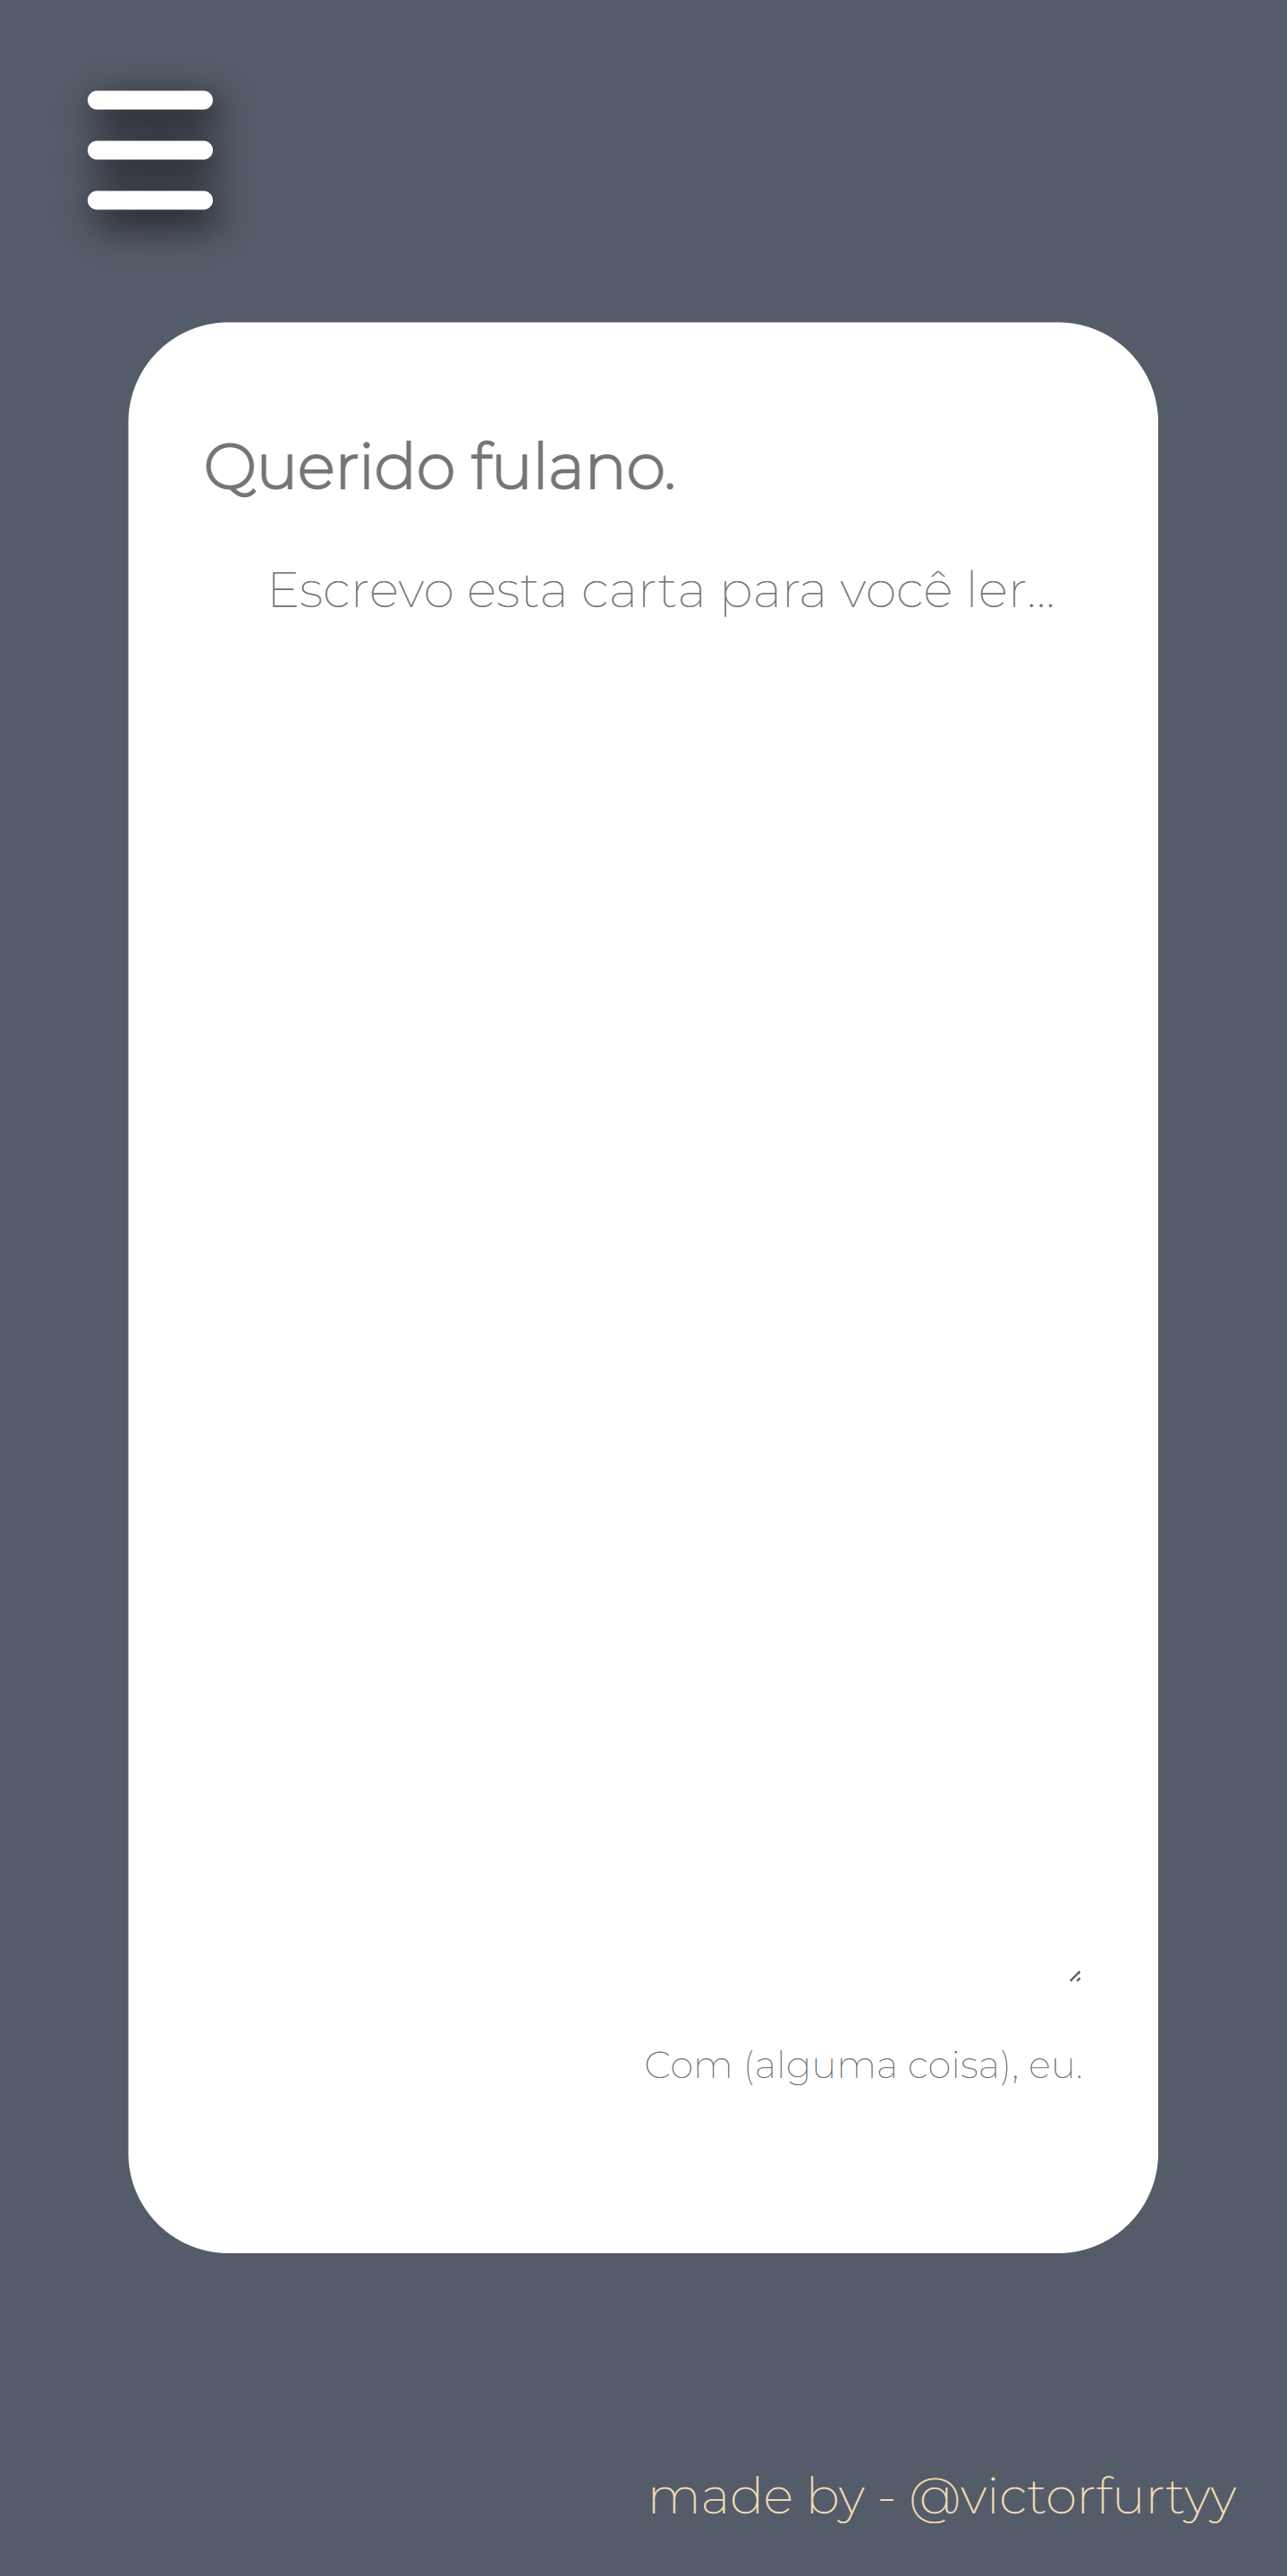 Querido fulano.
Escrevo esta carta para você ler...
Com (alguma coisa), eu.
made by - @victorfurtyy